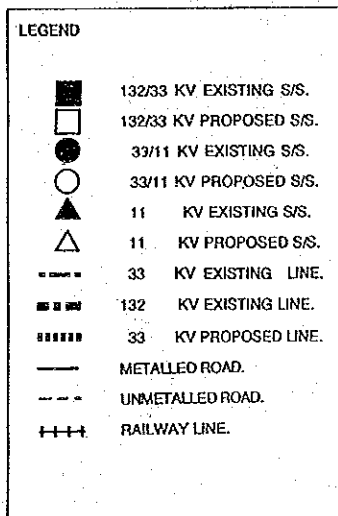 LEGEND
132/33 KV EXISTING S/S.
132/33 KV PROPOSED S/S.
33/11 KV EXISTING S/S.
33/11 KV PROPOSED S/S.
11 KV EXISTING S/S.
11 KV PROPOSED S/S.
33 KV EXISTING LINE.
132 KV EXISTING LINE.
33 KV PROPOSED LINE.
METALLED ROAD.
UNMETALLED ROAD.
RAILWAY LINE.